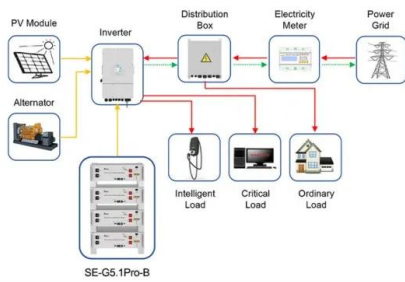 PV Module
Inverter
Distribution
Box
Electricity
Meter
Power
Grid
Alternator
Intelligent
Load
Critical
Load
Ordinary
Load
SE-G5.1Pro-B